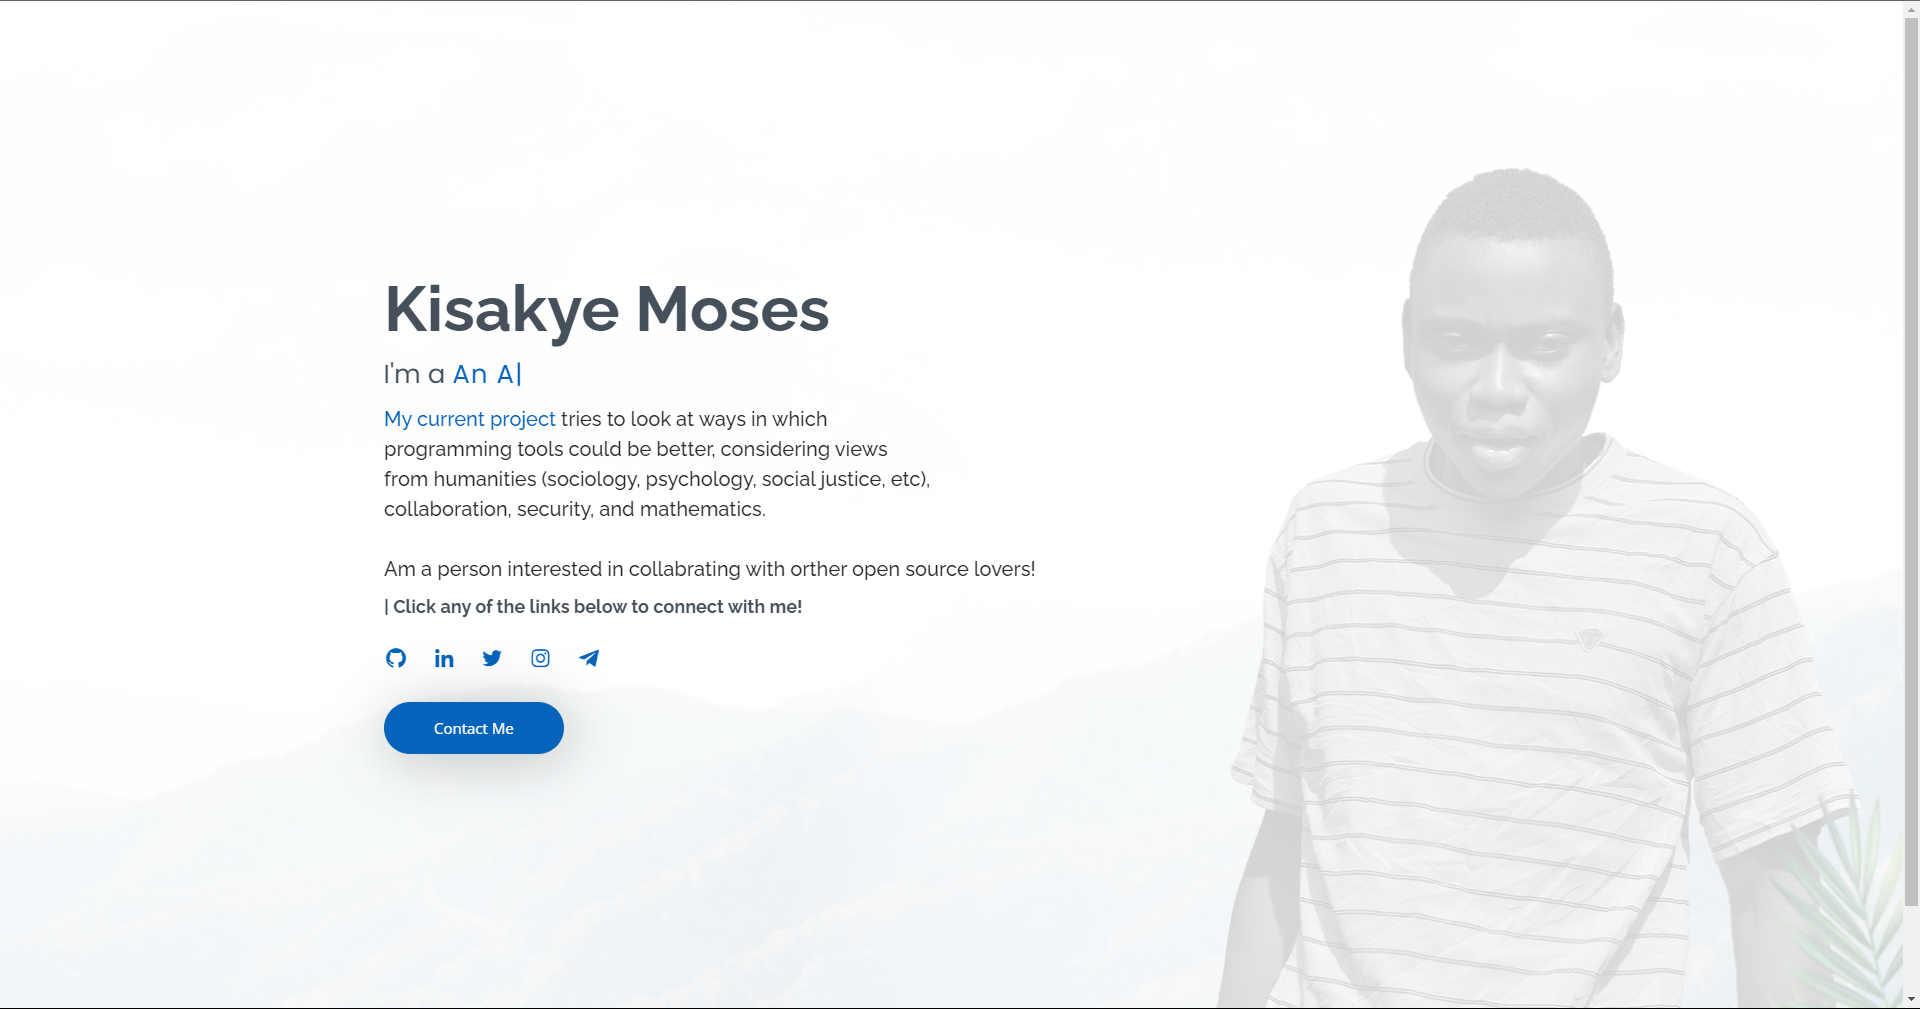 Kisakye Moses
I'm a An A|
My current project tries to look at ways in which
programming tools could be better, considering views
from humanities (sociology, psychology, social justice, etc),
collaboration, security, and mathematics.
Am a person interested in collabrating with orther open source lovers!
| Click any of the links below to connect with me!
Contact Me